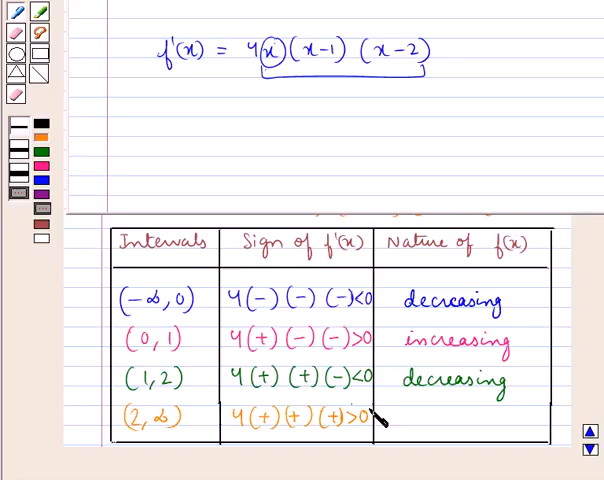 f'(x) = 4x(x-1)(x-2)
Intervals Sign of f'(x) Nature of f(x)
(-∞, 0) 4(-)(-)(-)<0 decreasing
(0, 1) 4(+)(-)(-)>0 increasing
(1, 2) 4(+)(+)(-)<0 decreasing
(2, ∞) 4(+)(+)(+)>0